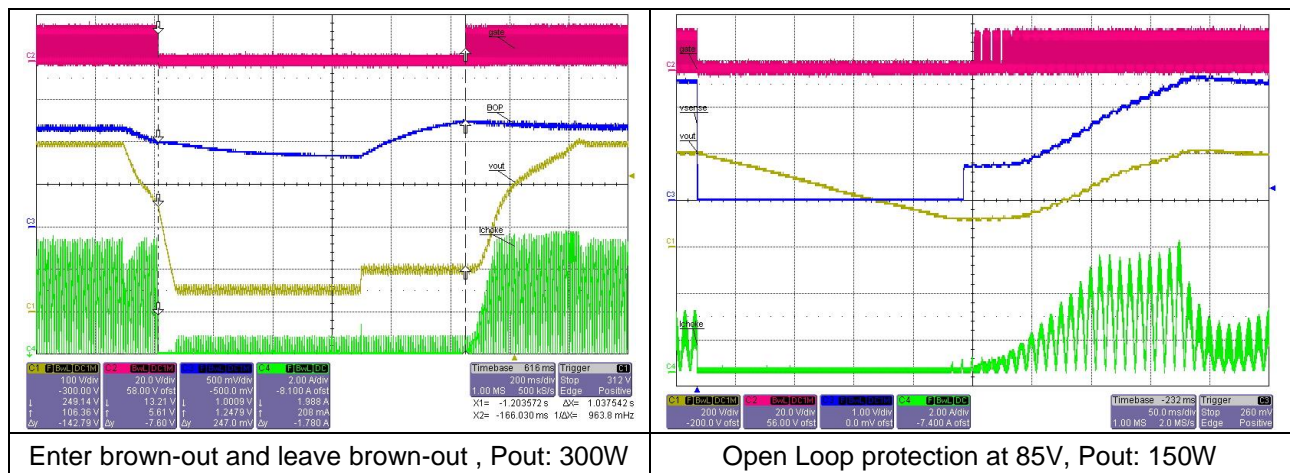 gate
C2
BOP
vout
C3
Ichoke
C1
C4
C1 F BwL DC1M
100 V/div
-300.00 V
↓ 249.14 V
↑ 106.36 V
Δy -142.79 V
C2 BwL DC1M
20.0 V/div
58.00 V ofst
↓ 13.21 V
↑ 5.61 V
Δy -7.60 V
F BwL DC1M
500 mV/div
-500.0 mV
↓ 1.0009 V
↑ 1.2479 V
Δy 247.0 mV
C4 F BwL DC
2.00 A/div
-8.100 A ofst
↓ 1.988 A
↑ 208 mA
Δy -1.780 A
Timebase 616 ms
200 ms/div
1.00 MS 500 kS/s
Trigger C1
Stop 312 V
Edge Positive
X1= -1.203572 s ΔX= 1.037542 s
X2= -166.030 ms 1/ΔX= 963.8 mHz
Enter brown-out and leave brown-out , Pout: 300W
gate
C2
vsense
vout
C3
C1
Ichoke
C4
C1 F BwL DC1M
200 V/div
-200.0 V ofst
C2 BwL DC1M
20.0 V/div
56.00 V ofst
F BwL DC1M
1.00 V/div
0.0 mV ofst
C4 F BwL DC
2.00 A/div
-7.400 A ofst
Timebase -232 ms
50.0 ms/div
1.00 MS 2.0 MS/s
Trigger C3
Stop 260 mV
Edge Positive
Open Loop protection at 85V, Pout: 150W